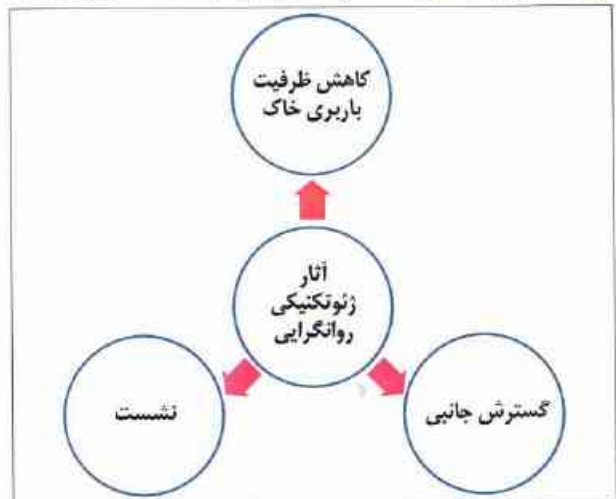 کاهش ظرفیت
باربری خاک
آثار
ژئوتکنیکی
روانگرایی
گسترش جانبی
نشست